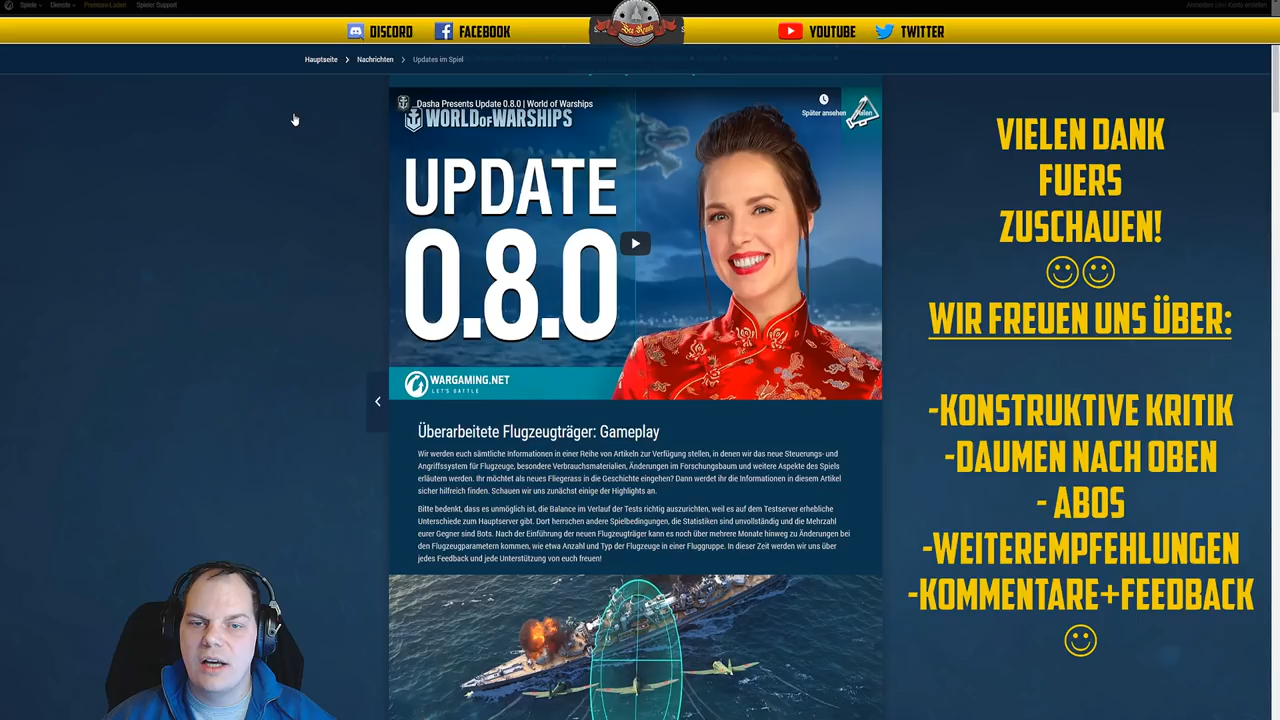 Spiele
Dienste
Premium-Laden
Spieler Support
Anmelden oder Konto erstellen
DISCORD
FACEBOOK
YOUTUBE
TWITTER
Hauptseite
Nachrichten
Updates im Spiel
Dasha Presents Update 0.8.0 | World of Warships
Später ansehen
WORLD OF WARSHIPS
UPDATE
0.8.0
WARGAMING.NET
LET'S BATTLE
Überarbeitete Flugzeugträger: Gameplay
Wir werden euch sämtliche Informationen in einer Reihe von Artikeln zur Verfügung stellen, in denen wir das neue Steuerungs- und
Angriffssystem für Flugzeuge, besondere Verbrauchsmaterialien, Änderungen im Forschungsbaum und weitere Aspekte des Spiels
erläutern werden. Ihr möchtet als neues Fliegerass in die Geschichte eingehen? Dann werdet ihr die Informationen in diesem Artikel
sicher hilfreich finden. Schauen wir uns zunächst einige der Highlights an.
Bitte bedenkt, dass es unmöglich ist, die Balance im Verlauf der Tests richtig auszurichten, weil es auf dem Testserver erhebliche
Unterschiede zum Hauptserver gibt. Dort herrschen andere Spielbedingungen, die Statistiken sind unvollständig und die Mehrzahl
eurer Gegner sind Bots. Nach der Einführung der neuen Flugzeugträger kann es noch über mehrere Monate hinweg zu Änderungen bei
den Flugzeugparametern kommen, wie etwa Anzahl und Typ der Flugzeuge in einer Fluggruppe. In dieser Zeit werden wir uns über
jedes Feedback und jede Unterstützung von euch freuen!
VIELEN DANK
FUERS
ZUSCHAUEN!
WIR FREUEN UNS ÜBER:
-KONSTRUKTIVE KRITIK
-DAUMEN NACH OBEN
- ABOS
-WEITEREMPFEHLUNGEN
-KOMMENTARE+FEEDBACK